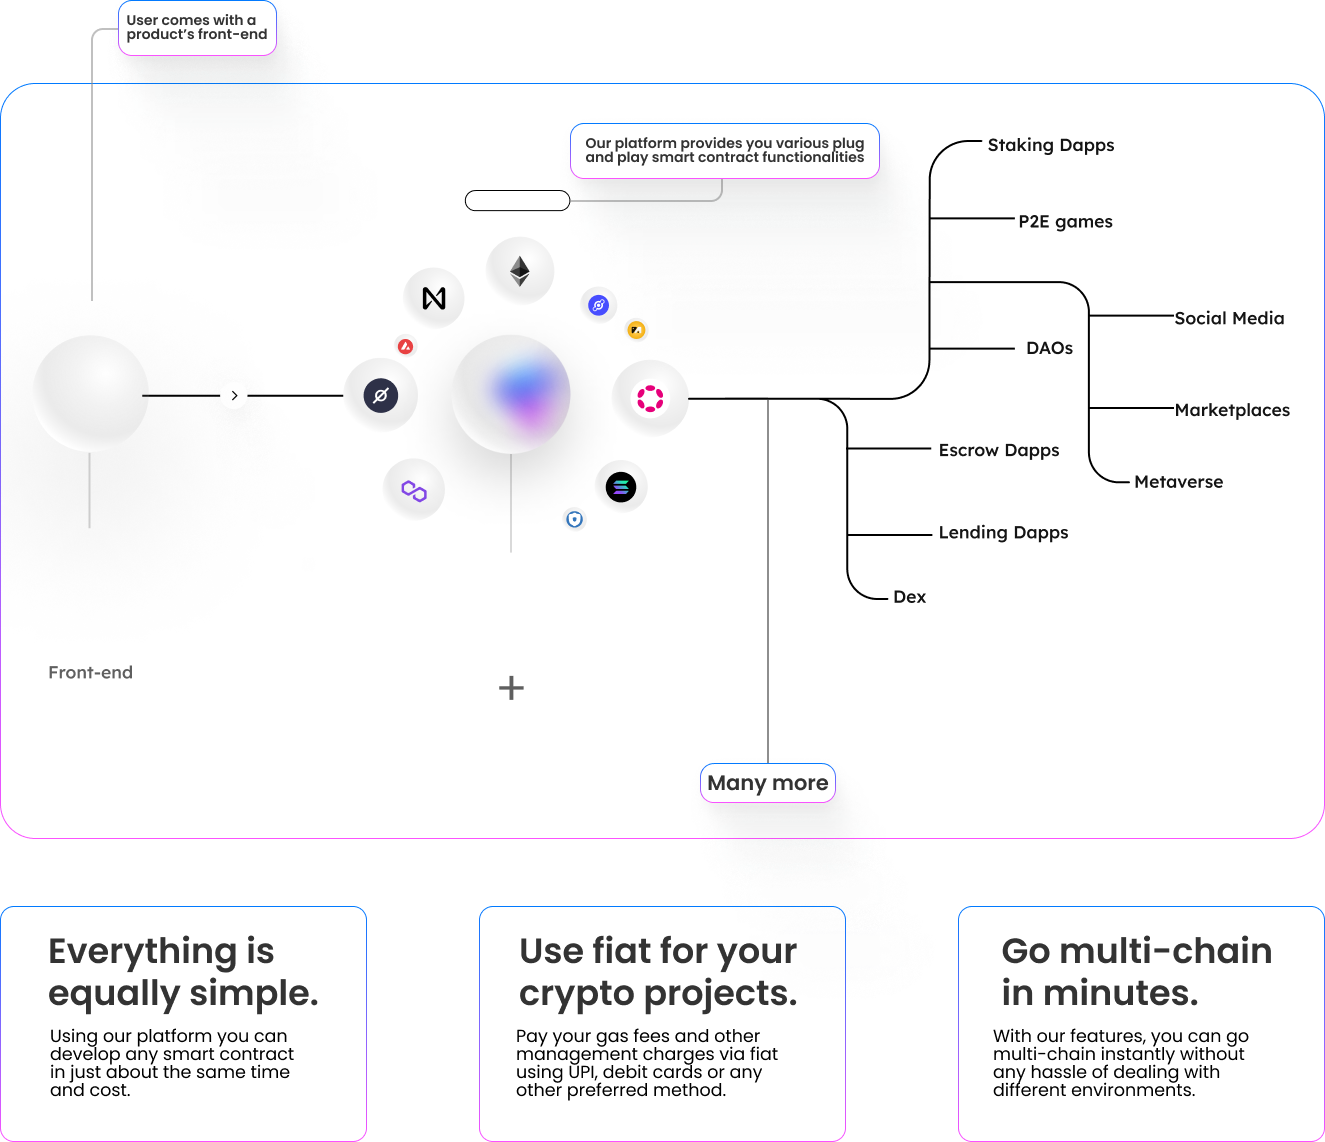 User comes with a
product’s front-end
Our platform provides you various plug
and play smart contract functionalities
Staking Dapps
P2E games
Social Media
DAOs
Marketplaces
Escrow Dapps
Metaverse
Lending Dapps
Dex
Front-end
+
Many more
Everything is
equally simple.
Using our platform you can
develop any smart contract
in just about the same time
and cost.
Use fiat for your
crypto projects.
Pay your gas fees and other
management charges via fiat
using UPI, debit cards or any
other preferred method.
Go multi-chain
in minutes.
With our features, you can go
multi-chain instantly without
any hassle of dealing with
different environments.